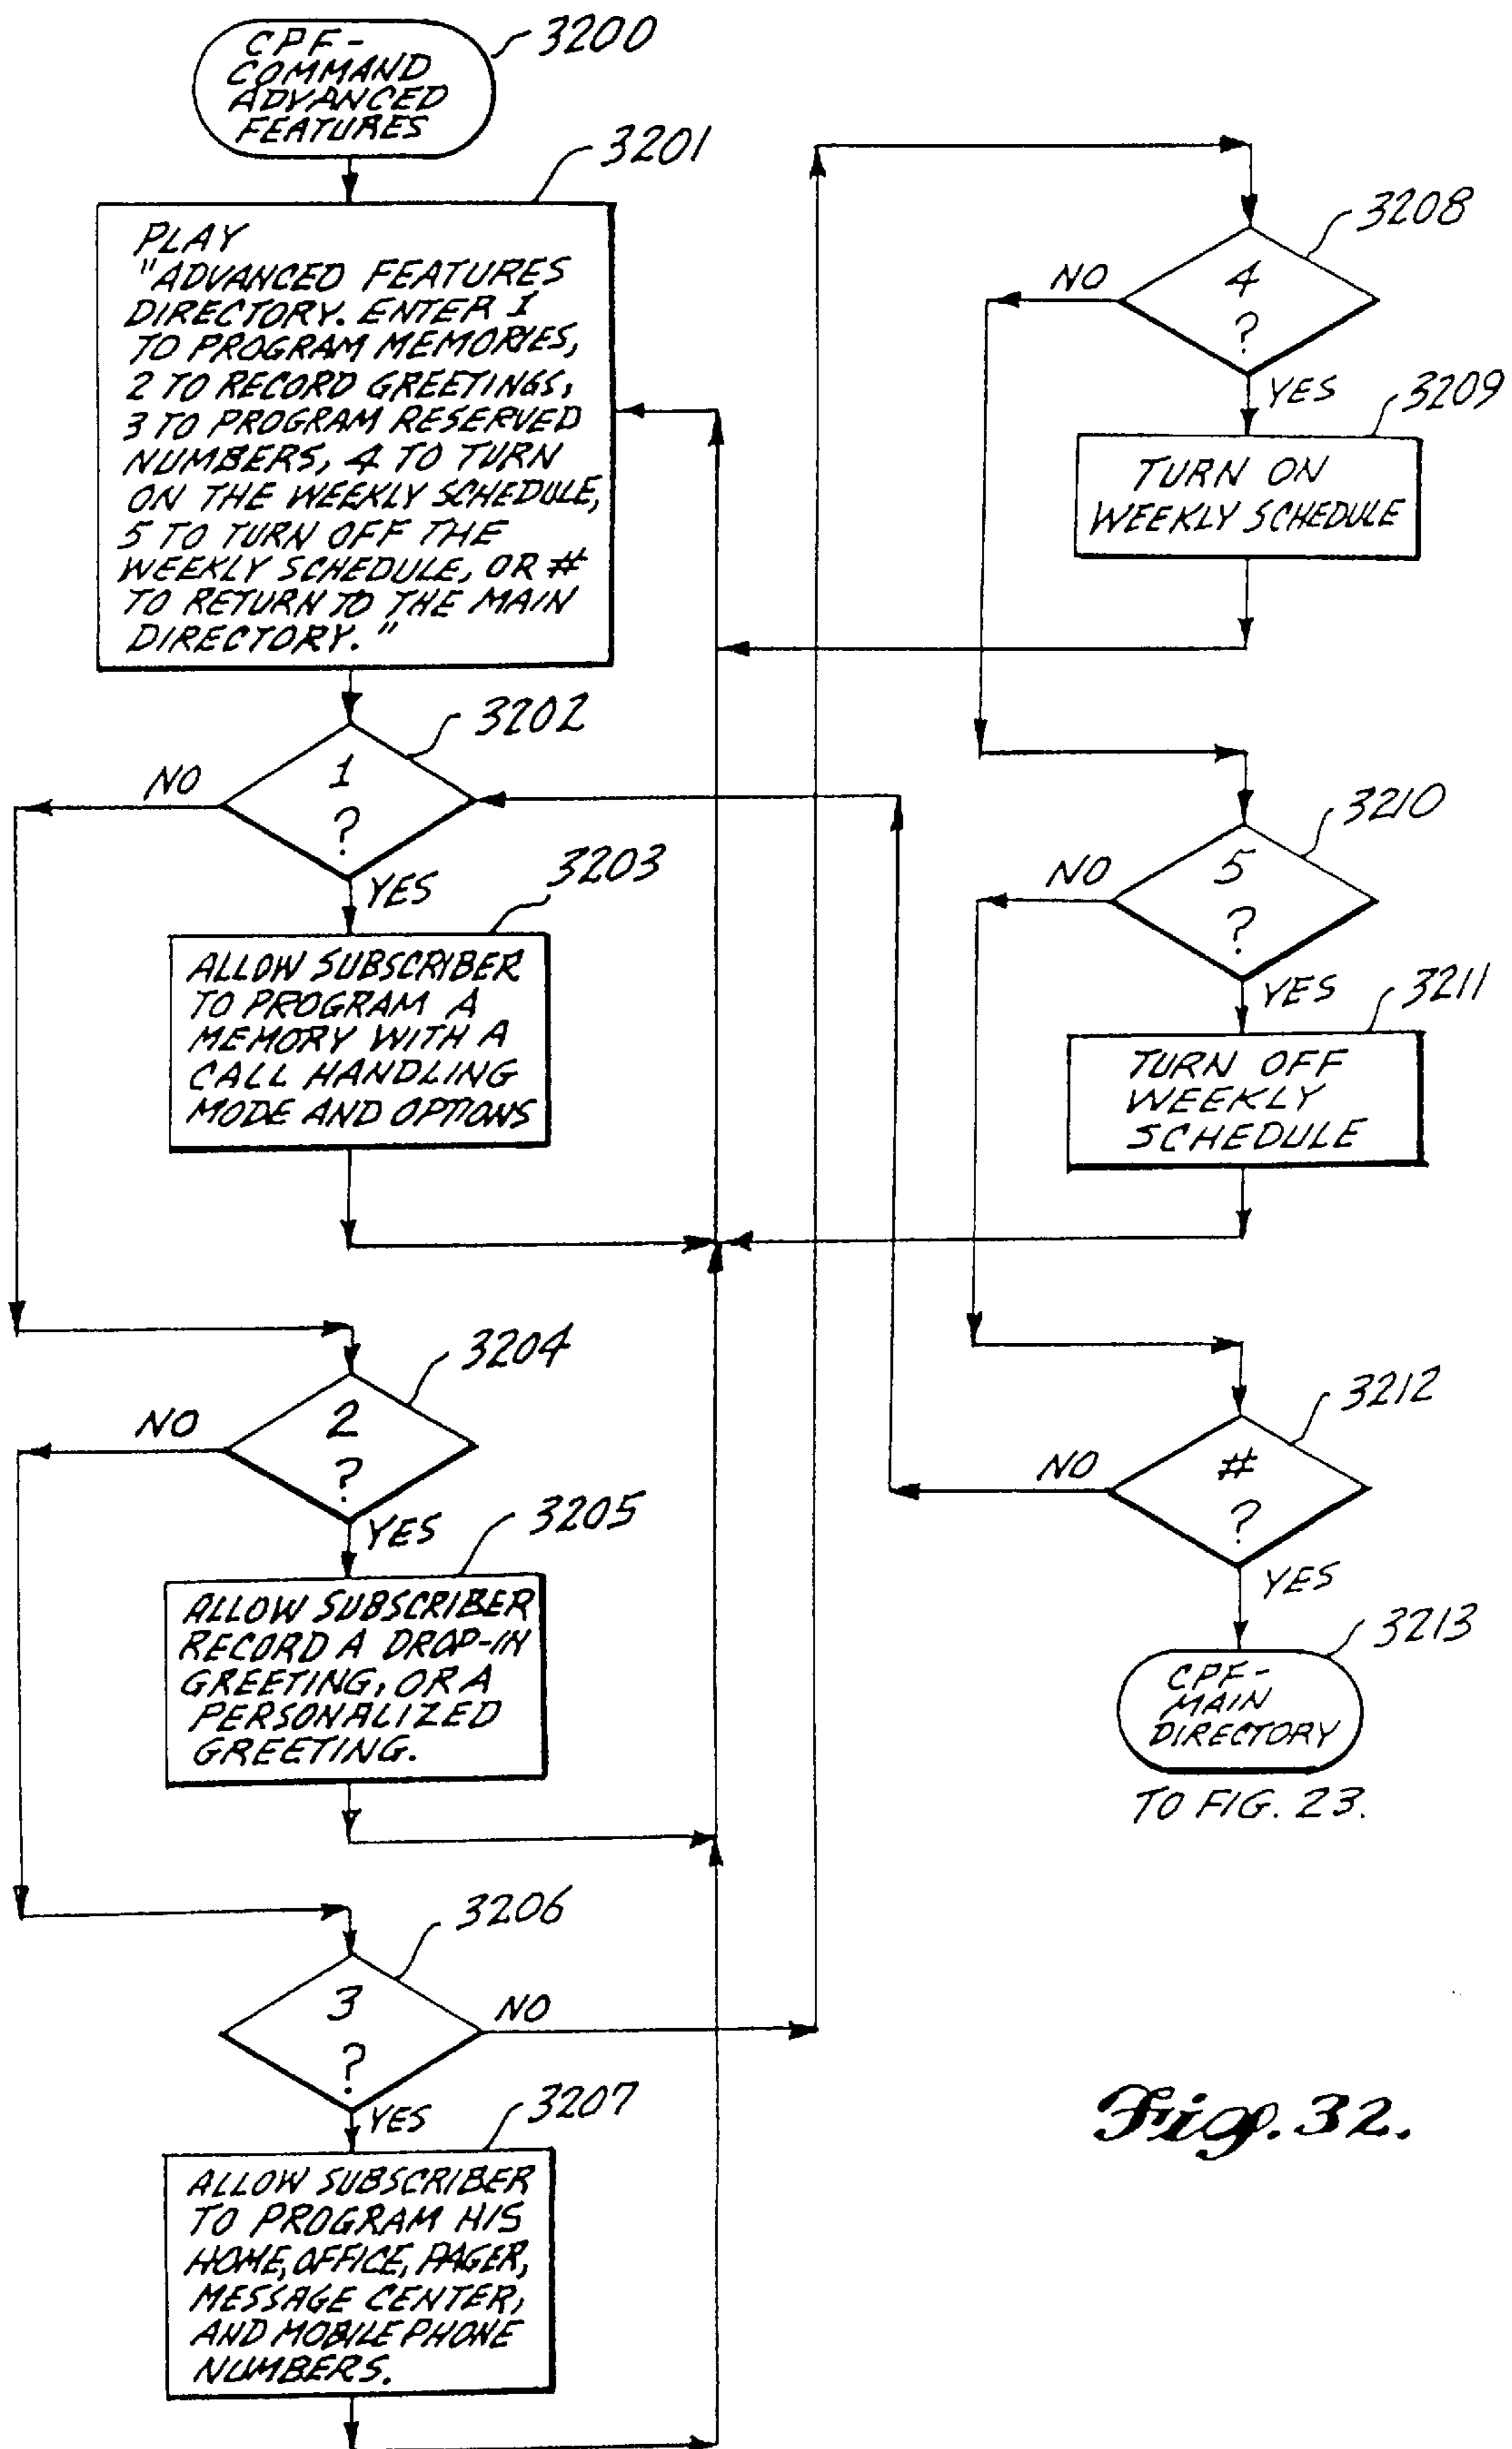 CPF-
COMMAND
ADVANCED
FEATURES
3200
3201
PLAY
"ADVANCED FEATURES
DIRECTORY. ENTER 1
TO PROGRAM MEMORIES,
2 TO RECORD GREETINGS,
3 TO PROGRAM RESERVED
NUMBERS, 4 TO TURN
ON THE WEEKLY SCHEDULE,
5 TO TURN OFF THE
WEEKLY SCHEDULE, OR #
TO RETURN TO THE MAIN
DIRECTORY."
3202
1
?
NO
YES
3203
ALLOW SUBSCRIBER
TO PROGRAM A
MEMORY WITH A
CALL HANDLING
MODE AND OPTIONS
3204
2
?
NO
YES
3205
ALLOW SUBSCRIBER
RECORD A DROP-IN
GREETING, OR A
PERSONALIZED
GREETING.
3206
3
?
NO
YES
3207
ALLOW SUBSCRIBER
TO PROGRAM HIS
HOME, OFFICE, PAGER,
MESSAGE CENTER,
AND MOBILE PHONE
NUMBERS.
3208
4
?
NO
YES
3209
TURN ON
WEEKLY SCHEDULE
3210
5
?
NO
YES
3211
TURN OFF
WEEKLY
SCHEDULE
3212
#
?
NO
YES
3213
CPF-
MAIN
DIRECTORY
TO FIG. 23.
Fig. 32.